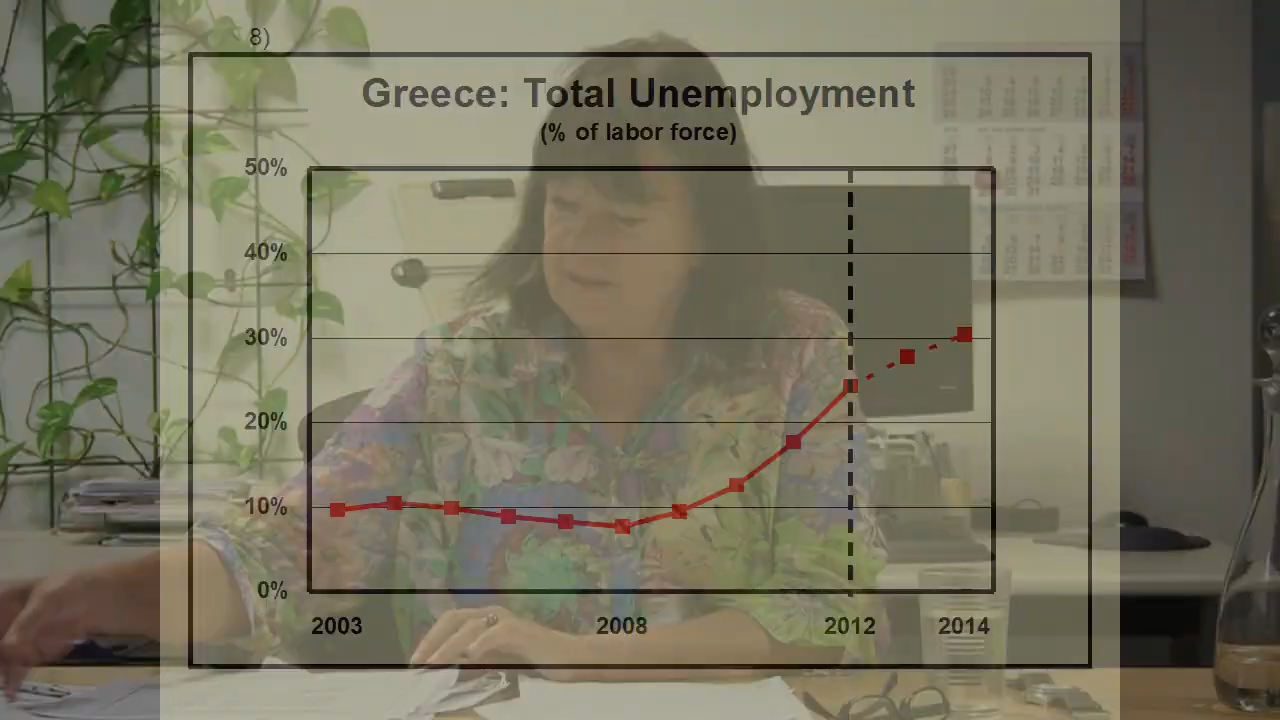 8)
Greece: Total Unemployment
(% of labor force)
50%
40%
30%
20%
10%
0%
2003 2008 2012 2014